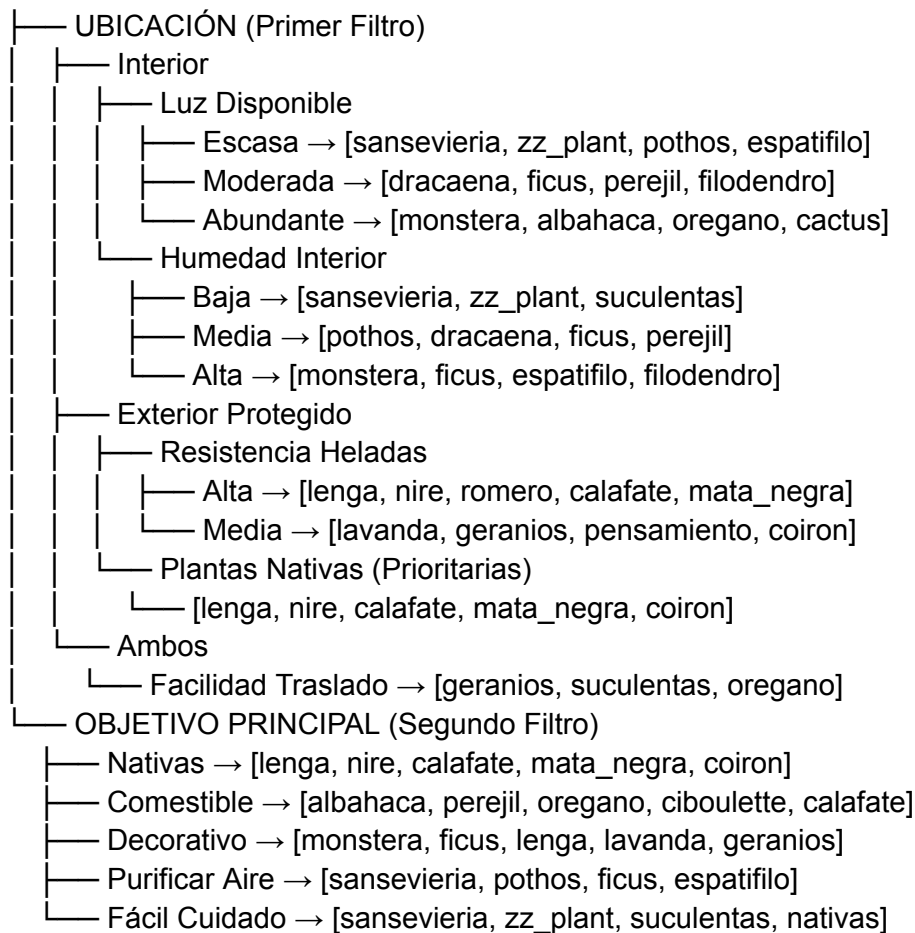 ├── UBICACIÓN (Primer Filtro)
│ ├── Interior
│ │ ├── Luz Disponible
│ │ │ ├── Escasa → [sansevieria, zz_plant, pothos, espatifilo]
│ │ │ ├── Moderada → [dracaena, ficus, perejil, filodendro]
│ │ │ └── Abundante → [monstera, albahaca, oregano, cactus]
│ │ └── Humedad Interior
│ │ ├── Baja → [sansevieria, zz_plant, suculentas]
│ │ ├── Media → [pothos, dracaena, ficus, perejil]
│ │ └── Alta → [monstera, ficus, espatifilo, filodendro]
│ ├── Exterior Protegido
│ │ ├── Resistencia Heladas
│ │ │ ├── Alta → [lenga, nire, romero, calafate, mata_negra]
│ │ │ └── Media → [lavanda, geranios, pensamiento, coiron]
│ │ └── Plantas Nativas (Prioritarias)
│ │ └── [lenga, nire, calafate, mata_negra, coiron]
│ └── Ambos
│ └── Facilidad Traslado → [geranios, suculentas, oregano]
└── OBJETIVO PRINCIPAL (Segundo Filtro)
├── Nativas → [lenga, nire, calafate, mata_negra, coiron]
├── Comestible → [albahaca, perejil, oregano, ciboulette, calafate]
├── Decorativo → [monstera, ficus, lenga, lavanda, geranios]
├── Purificar Aire → [sansevieria, pothos, ficus, espatifilo]
└── Fácil Cuidado → [sansevieria, zz_plant, suculentas, nativas]